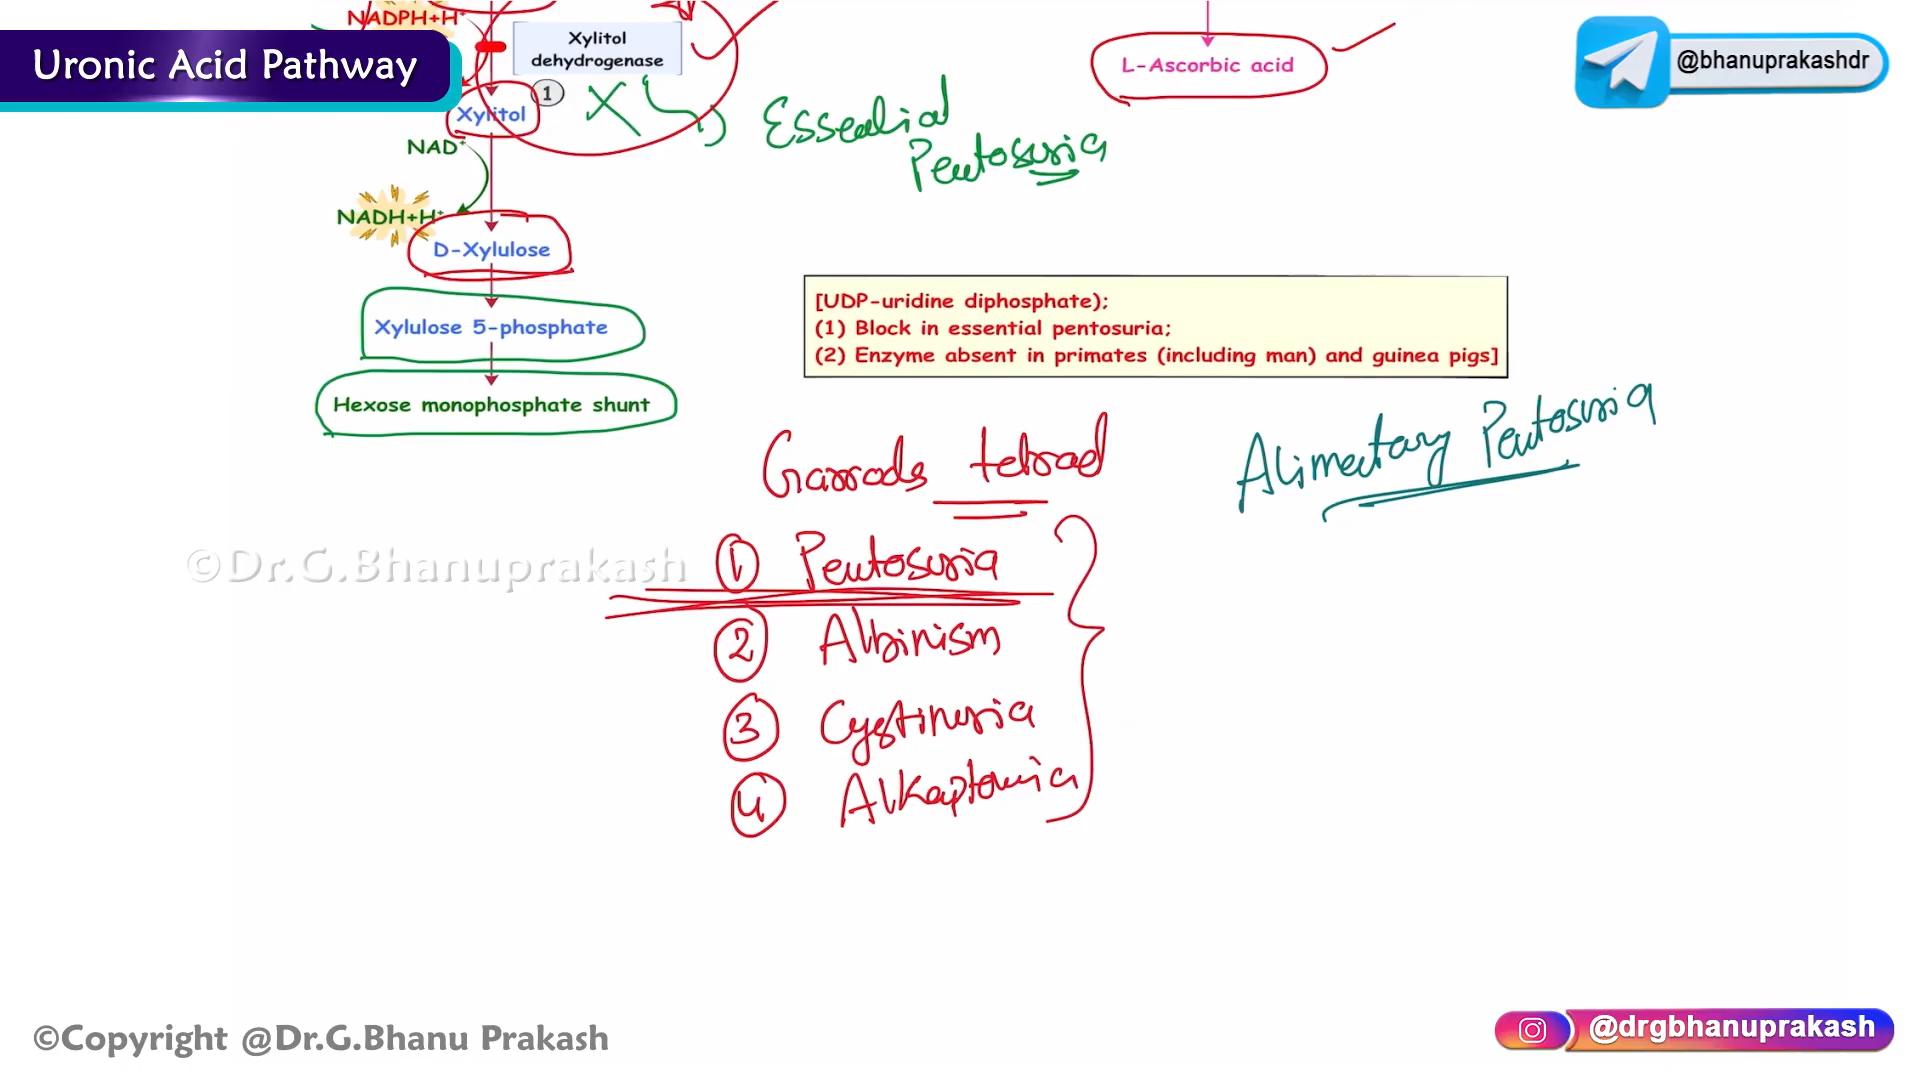 NADPH+H⁺
Uronic Acid Pathway
Xylitol
dehydrogenase
L-Ascorbic acid
@bhanuprakashdr
Xylitol
1
X
Essential
Pentosuria
NAD⁺
NADH+H⁺
D-Xylulose
[UDP-uridine diphosphate);
(1) Block in essential pentosuria;
(2) Enzyme absent in primates (including man) and guinea pigs]
Xylulose 5-phosphate
Hexose monophosphate shunt
Garrods tetrad
Alimentary Pentosuria
©Dr.G.Bhanuprakash
1 Pentosuria
2 Albinism
3 Cystinuria
4 Alkaptonuria
©Copyright @Dr.G.Bhanu Prakash
@drgbhanuprakash